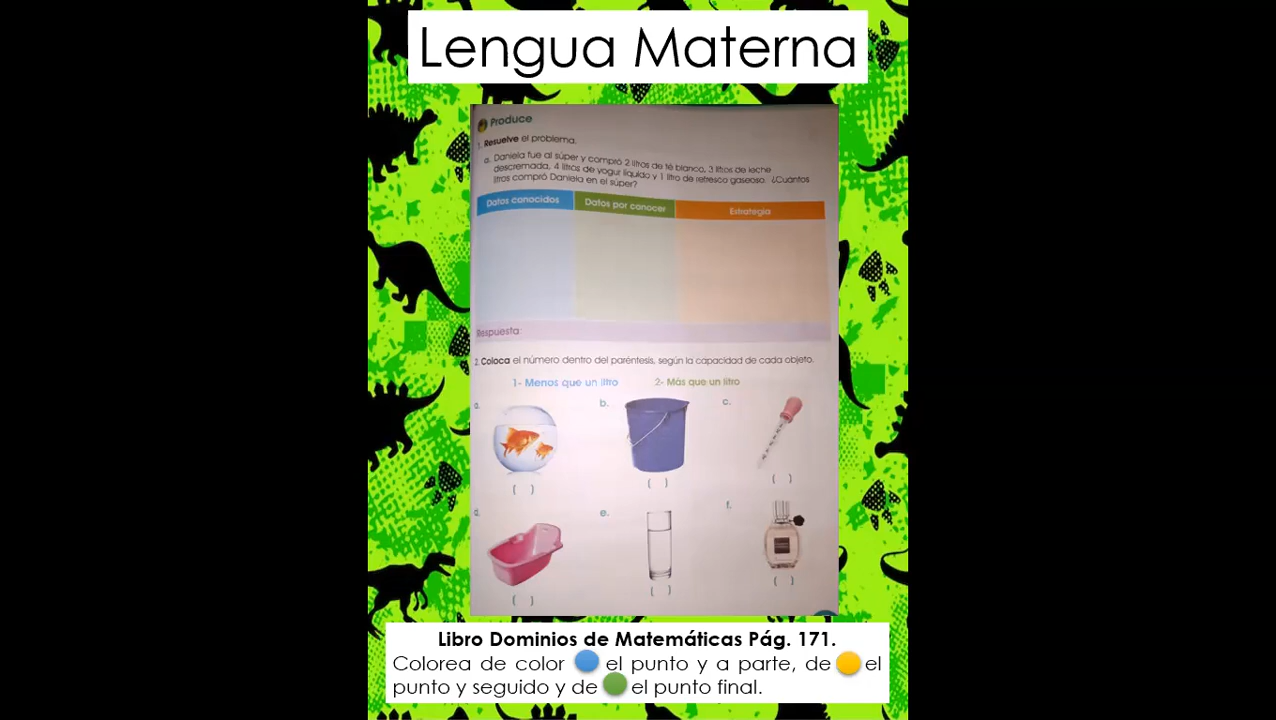 Lengua Materna
Produce
1. Resuelve el problema.
a. Daniela fue al súper y compró 2 litros de té blanco, 3 litros de leche
descremada, 4 litros de yogur líquido y 1 litro de refresco gaseoso. ¿Cuántos
litros compró Daniela en el súper?
Datos conocidos Datos por conocer Estrategia
Respuesta:
2. Coloca el número dentro del paréntesis, según la capacidad de cada objeto.
1- Menos que un litro 2- Más que un litro
a. b. c.
( ) ( ) ( )
d. e. f.
( ) ( ) ( )
Libro Dominios de Matemáticas Pág. 171.
Colorea de color el punto y a parte, de el
punto y seguido y de el punto final.